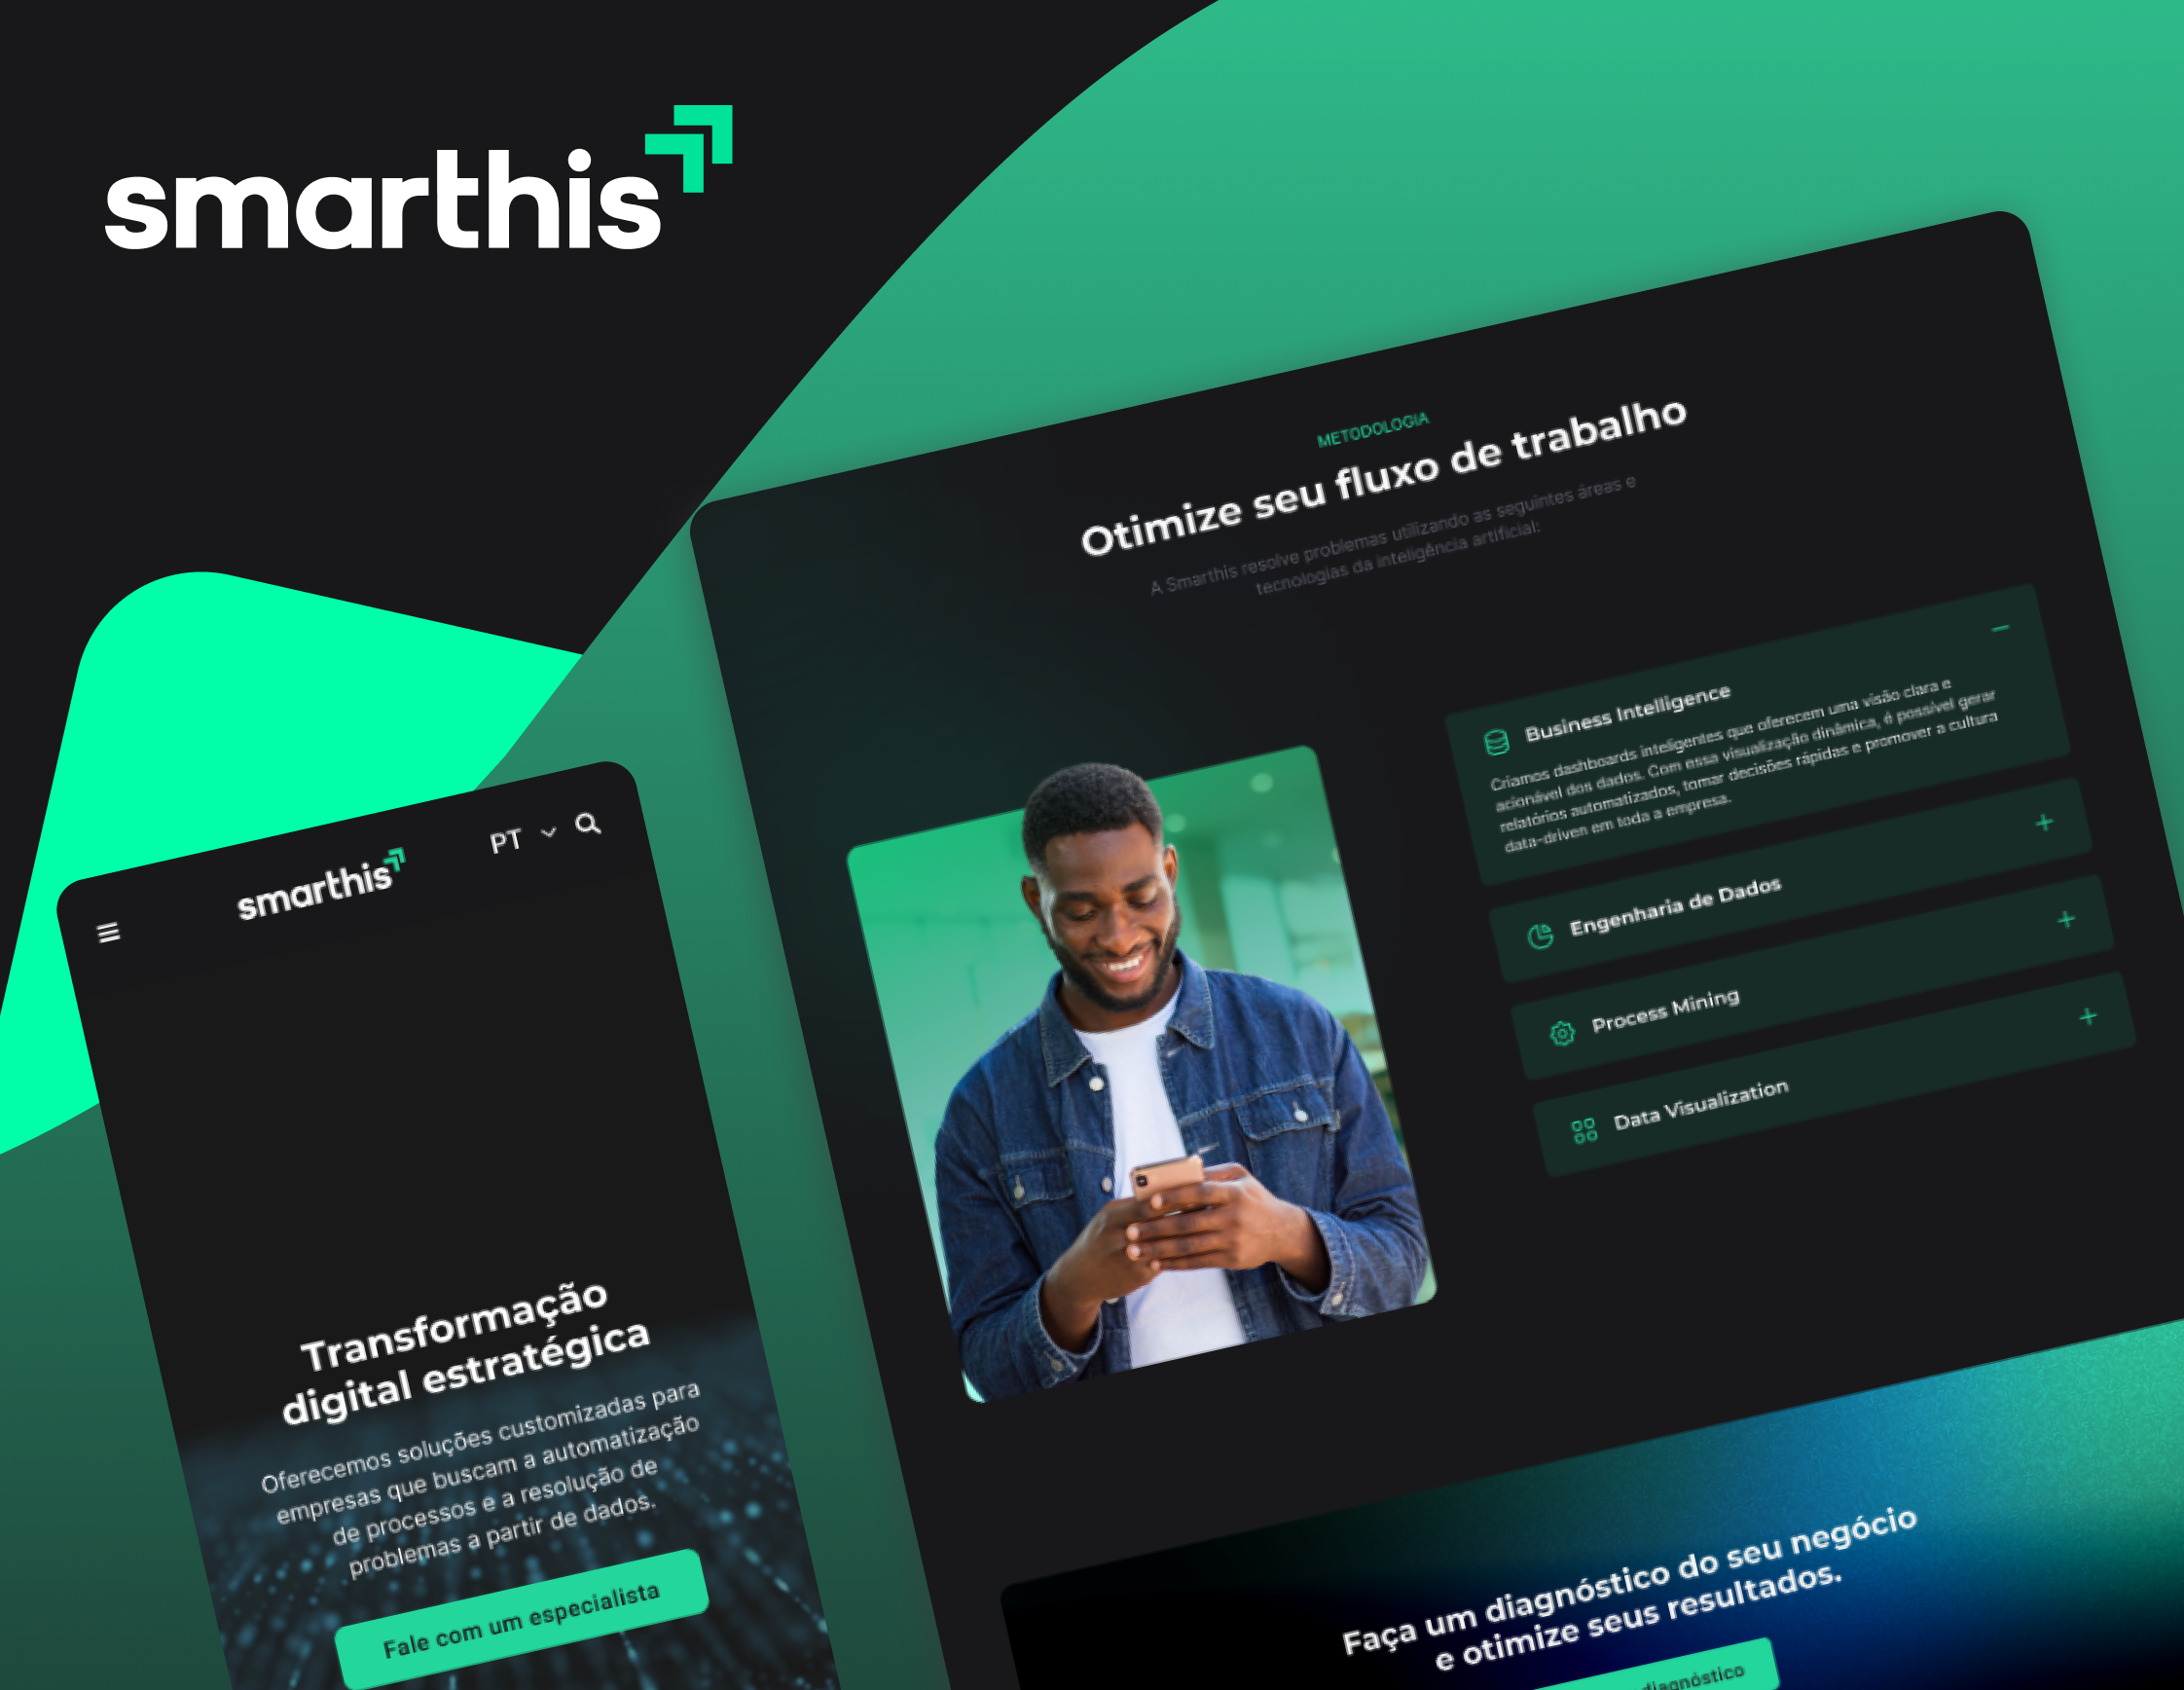 smarthis
METODOLOGIA
Otimize seu fluxo de trabalho
A Smarthis resolve problemas utilizando as seguintes áreas e
tecnologias da inteligência artificial:
Business Intelligence
Criamos dashboards inteligentes que oferecem uma visão clara e
acionável dos dados. Com essa visualização dinâmica, é possível gerar
relatórios automatizados, tomar decisões rápidas e promover a cultura
data-driven em toda a empresa.
Engenharia de Dados
Process Mining
Data Visualization
Faça um diagnóstico do seu negócio
e otimize seus resultados.
diagnóstico
smarthis
PT
Transformação
digital estratégica
Oferecemos soluções customizadas para
empresas que buscam a automatização
de processos e a resolução de
problemas a partir de dados.
Fale com um especialista